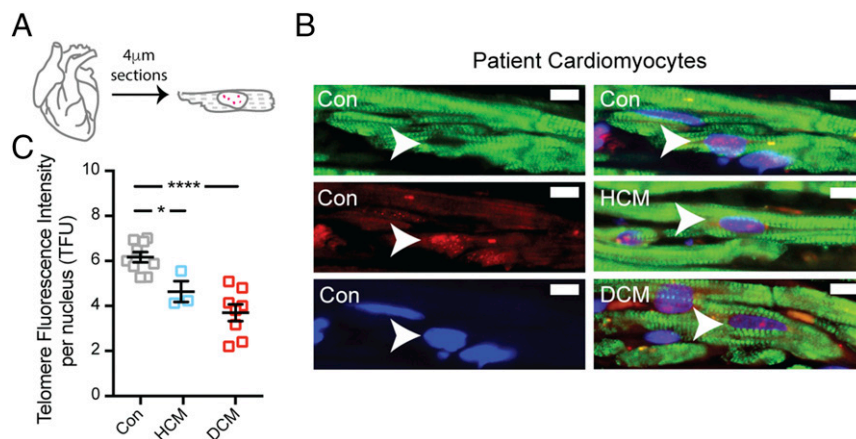 A
4μm
sections
B
Patient Cardiomyocytes
Con
Con
Con
HCM
Con
DCM
C
Telomere Fluorescence Intensity
per nucleus (TFU)
10
8
6
4
2
0
****
*
Con
HCM
DCM